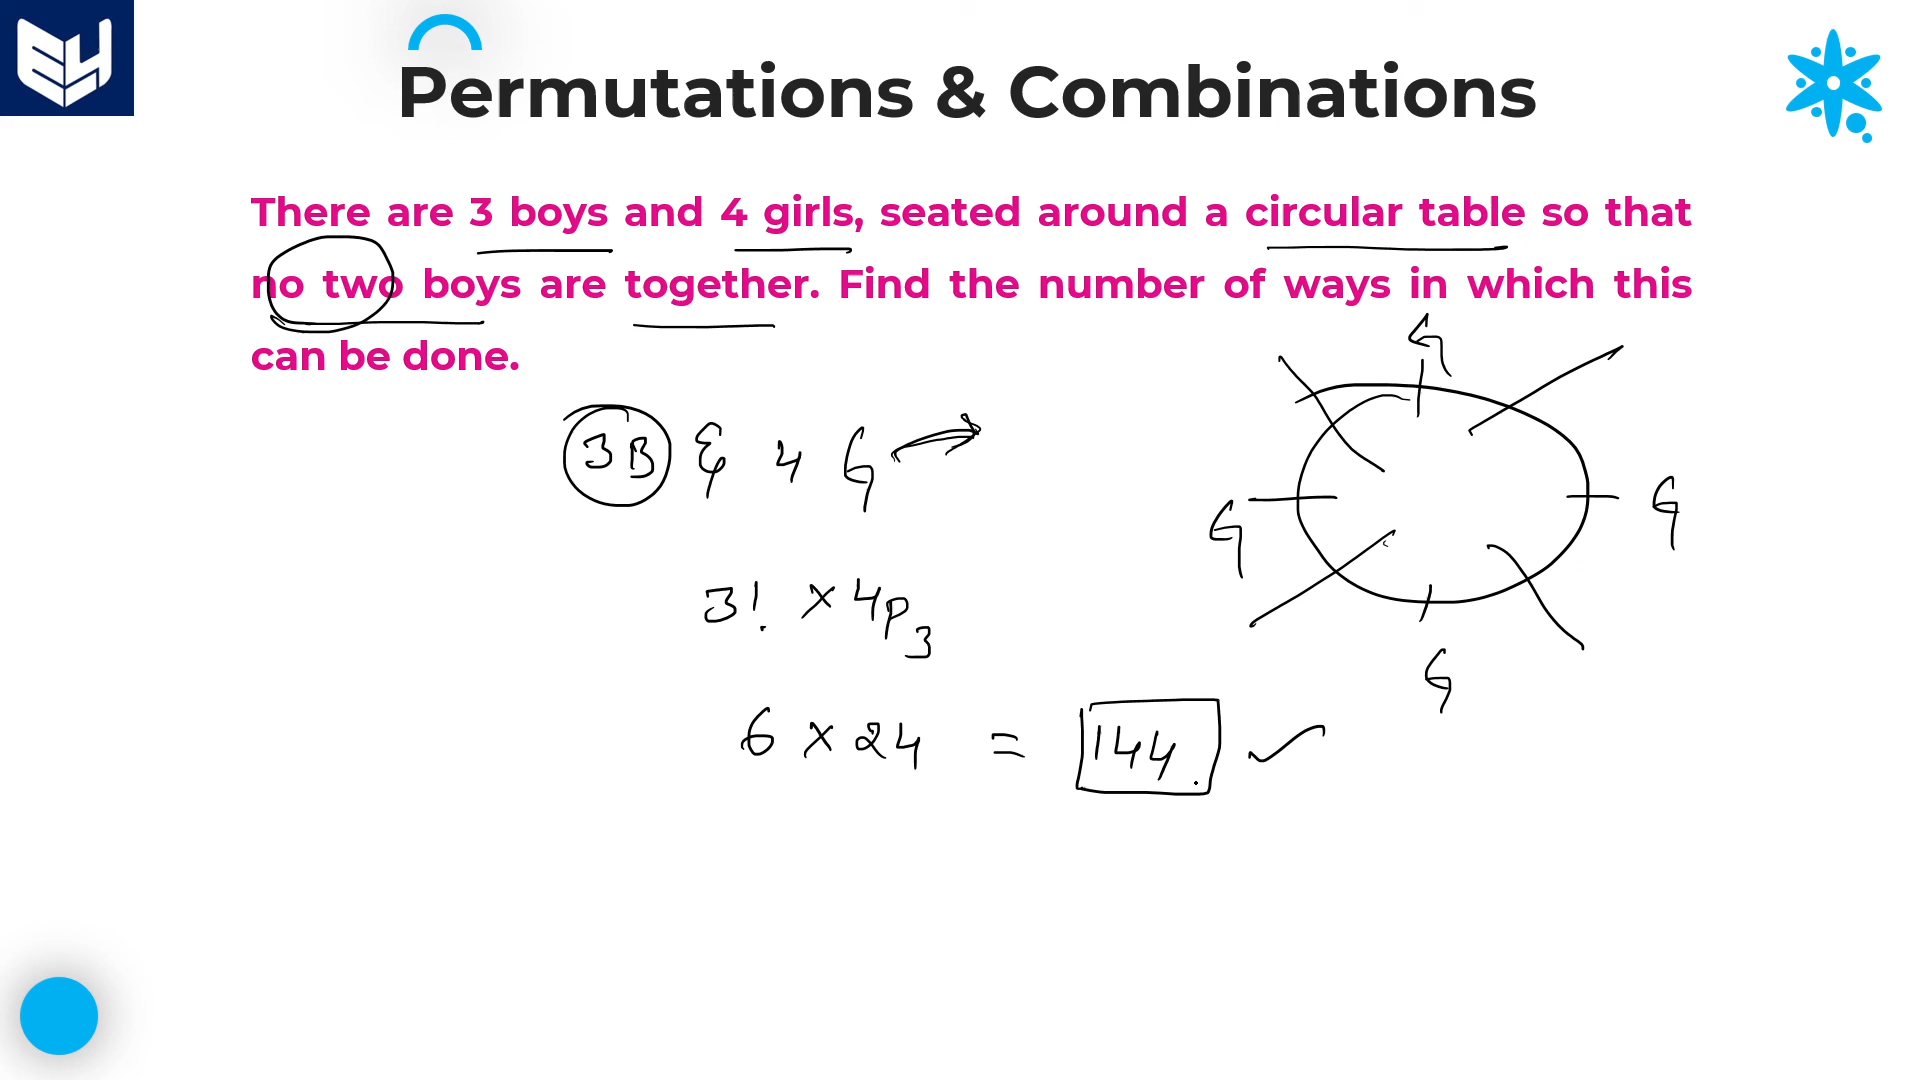 Permutations & Combinations
There are 3 boys and 4 girls, seated around a circular table so that
no two boys are together. Find the number of ways in which this
can be done.
G
3B & 4 G
G
G
3! × 4P3
G
6 × 24 = 144